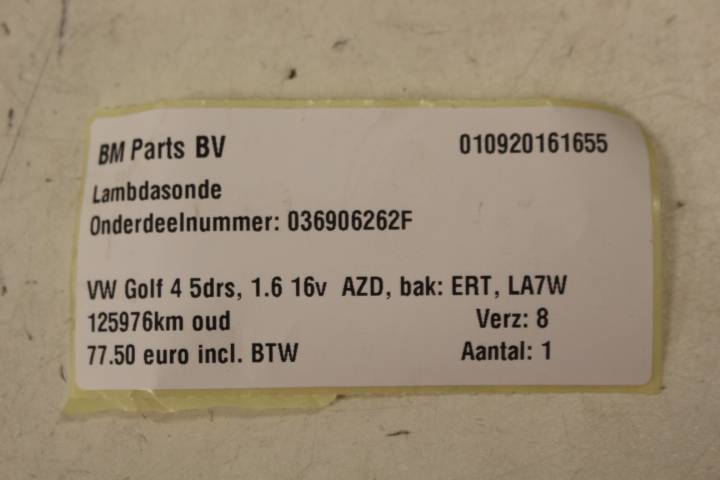 BM Parts BV 010920161655
Lambdasonde
Onderdeelnummer: 036906262F
VW Golf 4 5drs, 1.6 16v AZD, bak: ERT, LA7W
125976km oud Verz: 8
77.50 euro incl. BTW Aantal: 1